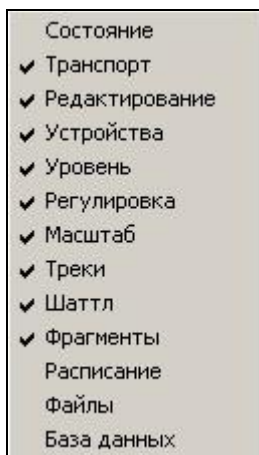 Состояние
Транспорт
Редактирование
Устройства
Уровень
Регулировка
Масштаб
Треки
Шаттл
Фрагменты
Расписание
Файлы
База данных